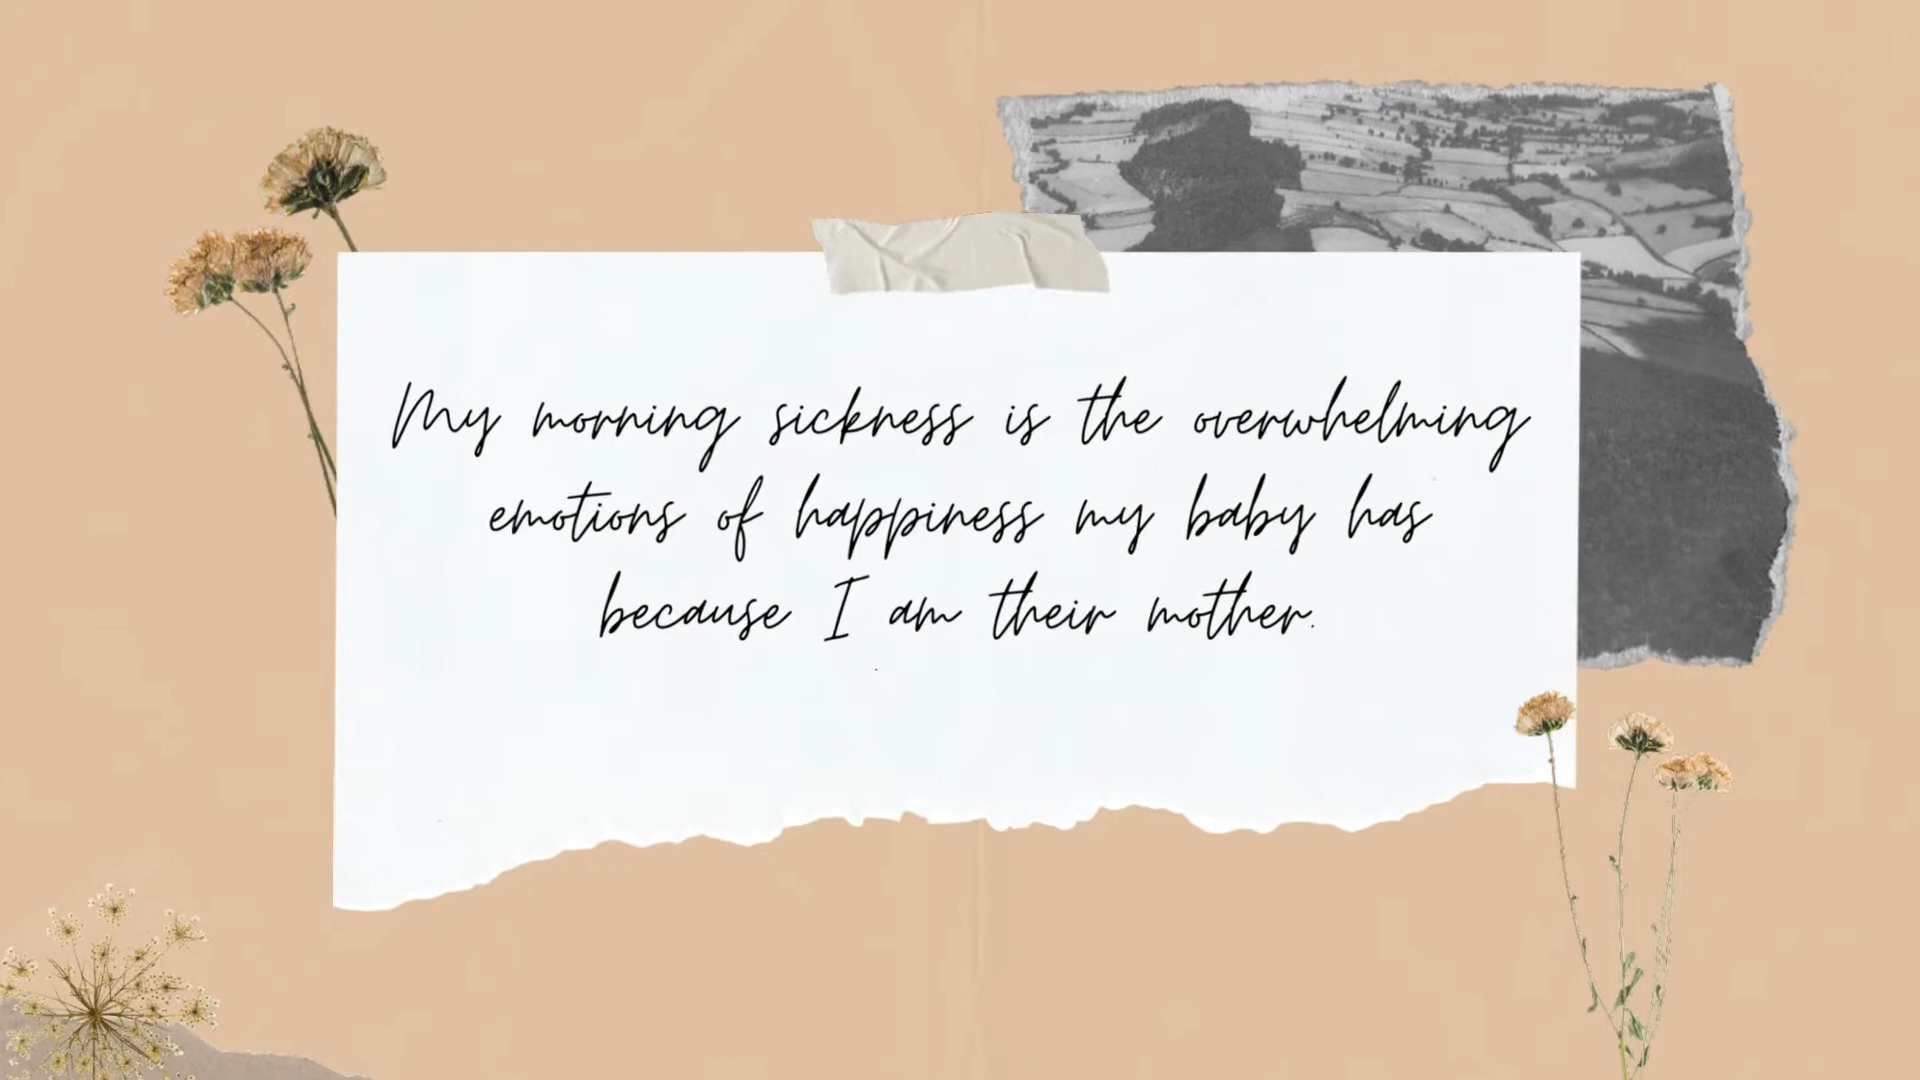 My morning sickness is the overwhelming
emotions of happiness my baby has
because I am their mother.